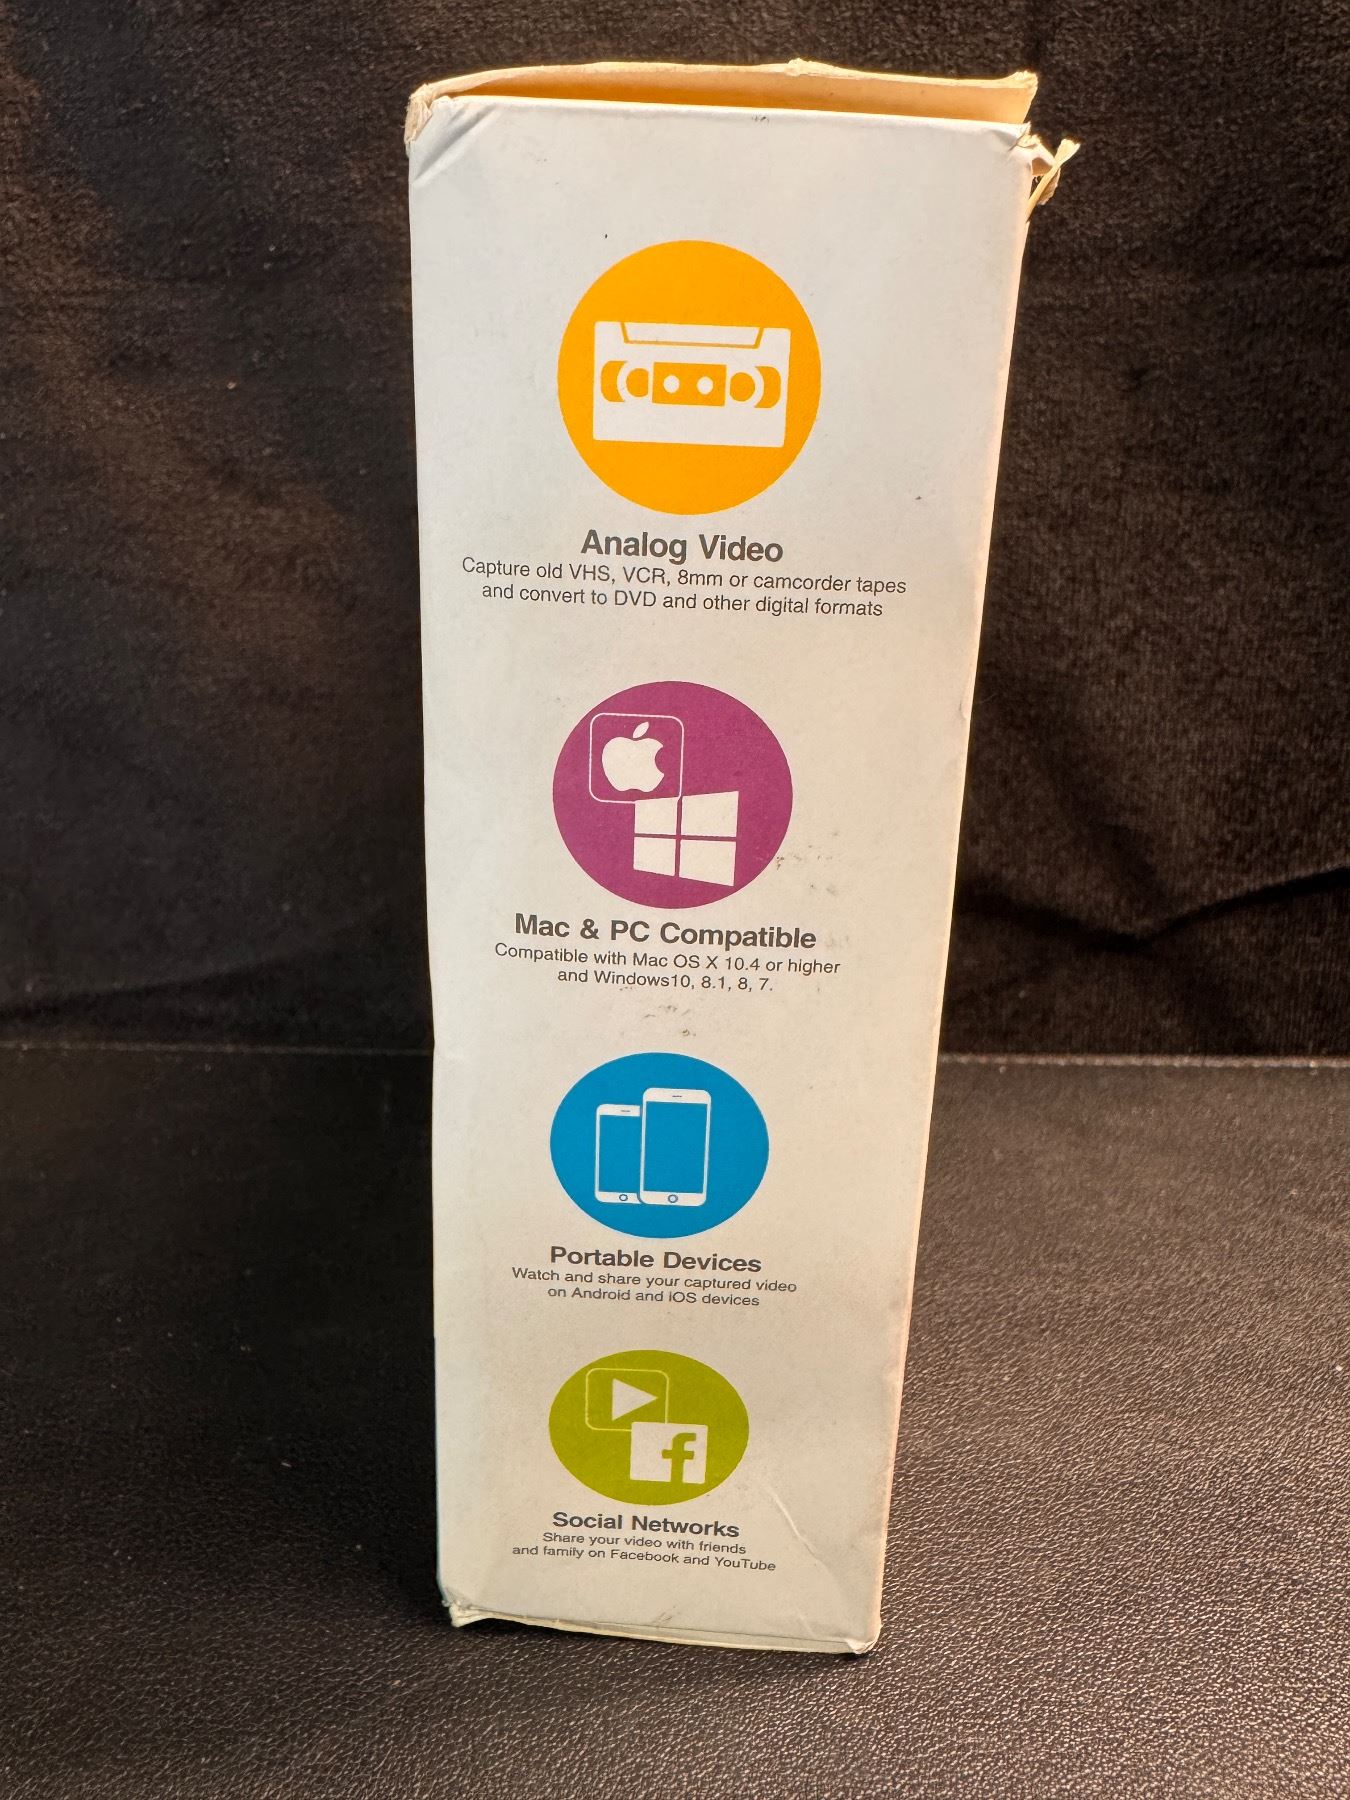 Analog Video
Capture old VHS, VCR, 8mm or camcorder tapes
and convert to DVD and other digital formats
Mac & PC Compatible
Compatible with Mac OS X 10.4 or higher
and Windows10, 8.1, 8, 7.
Portable Devices
Watch and share your captured video
on Android and iOS devices
f
Social Networks
Share your video with friends
and family on Facebook and YouTube